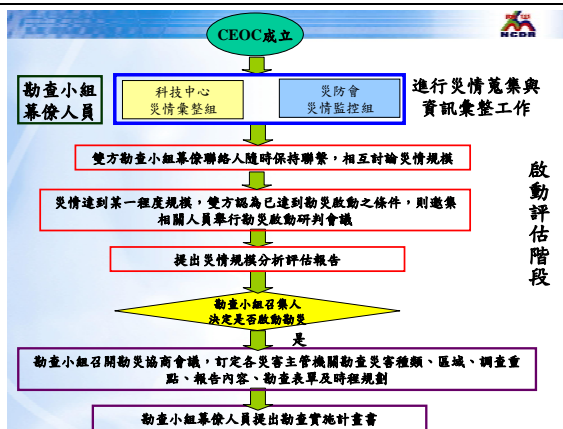 CEOC成立
NCDR
勘查小組
幕僚人員
科技中心
災情彙整組
災防會
災情監控組
進行災情蒐集與
資訊彙整工作
雙方勘查小組幕僚聯絡人隨時保持聯繫，相互討論災情規模
災情達到某一程度規模，雙方認為已達到勘災啟動之條件，則邀集
相關人員舉行勘災啟動研判會議
提出災情規模分析評估報告
啟動評估階段
勘查小組召集人
決定是否啟動勘災
是
勘查小組召開勘災協商會議，訂定各災害主管機關勘查災害種類、區域、調查重
點、報告內容、勘查表單及時程規劃
勘查小組幕僚人員提出勘查實施計畫書